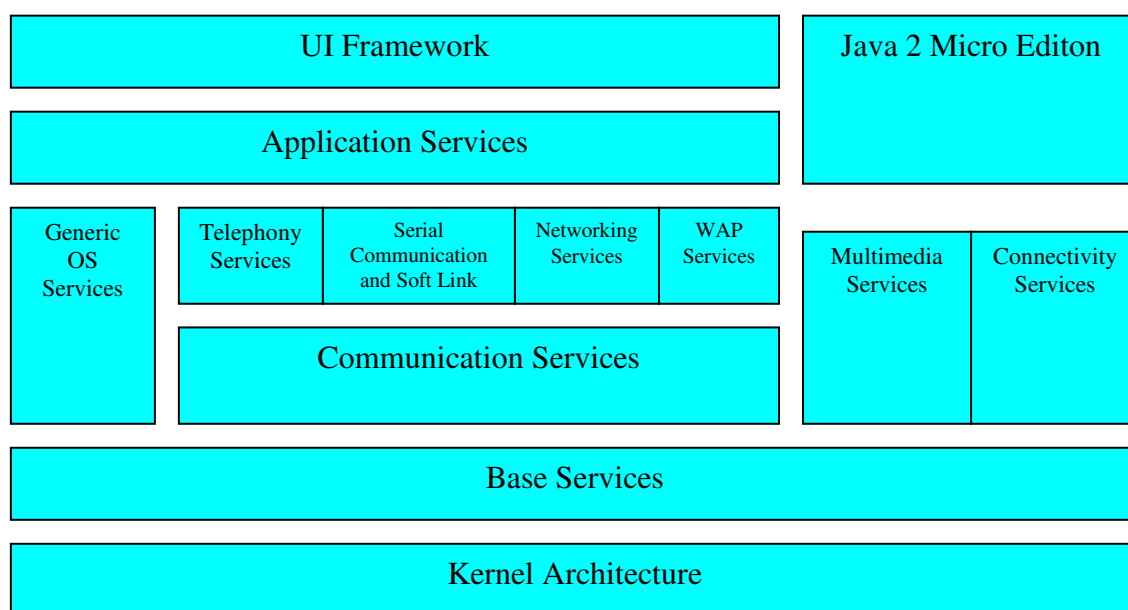 UI Framework
Java 2 Micro Editon
Application Services
Generic
OS
Services
Telephony
Services
Serial
Communication
and Soft Link
Networking
Services
WAP
Services
Multimedia
Services
Connectivity
Services
Communication Services
Base Services
Kernel Architecture